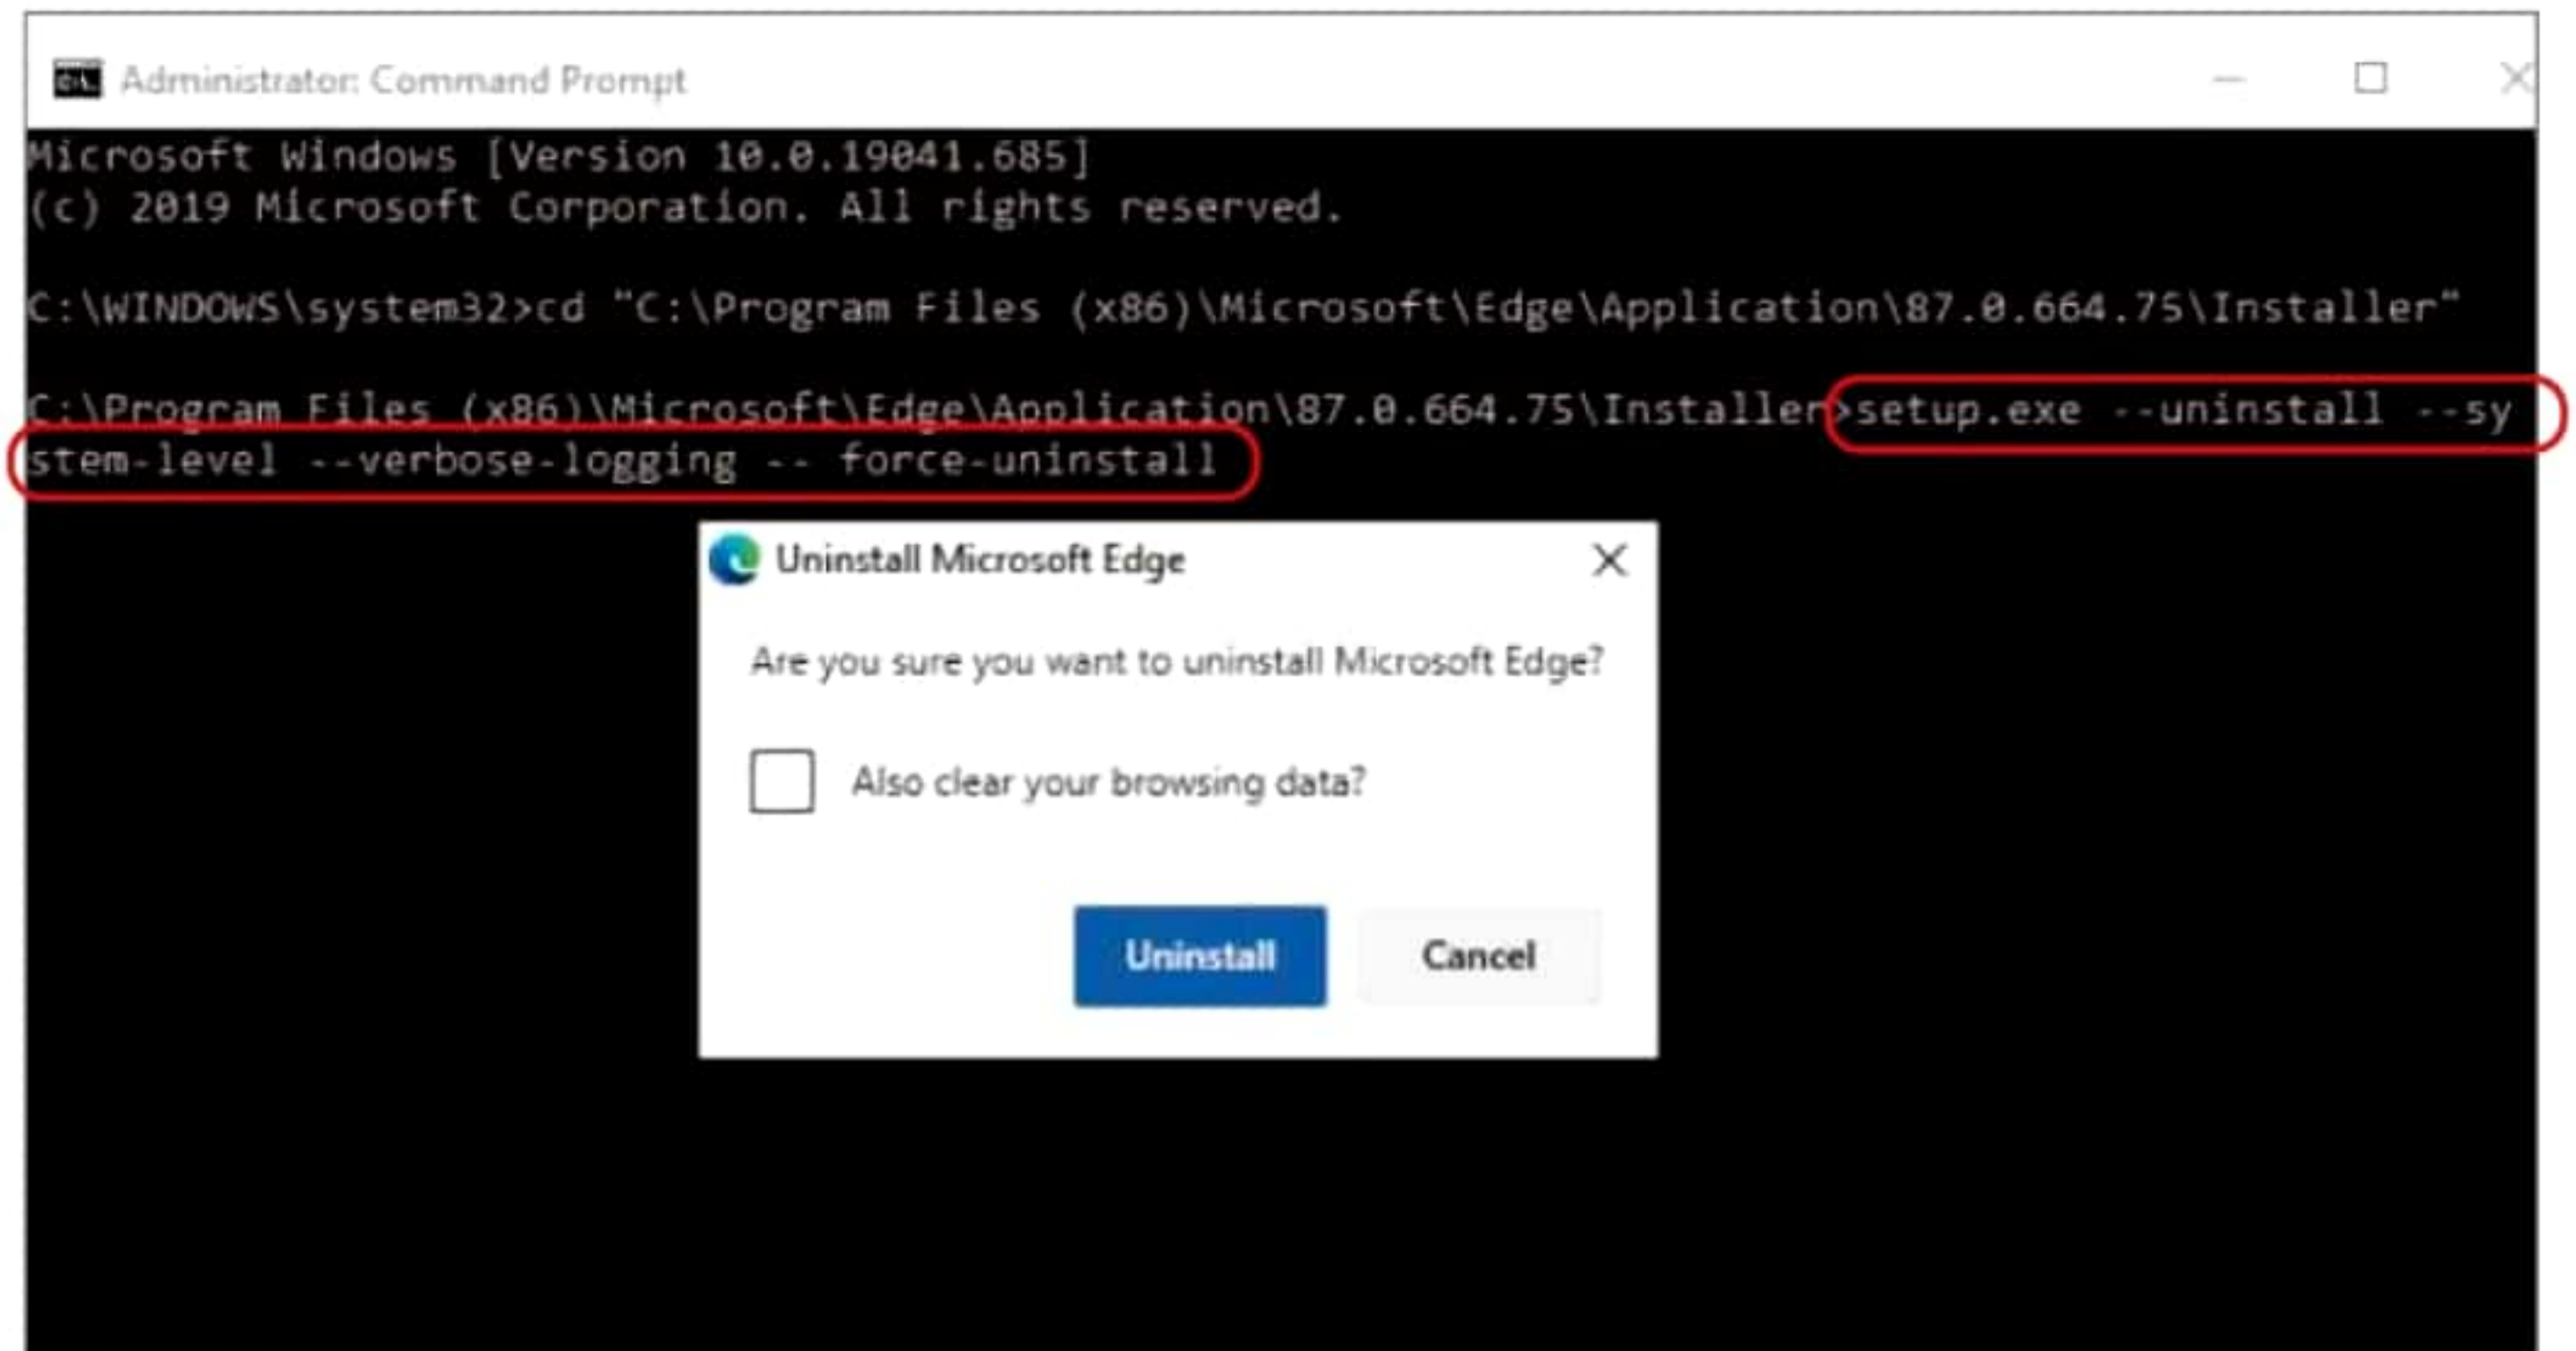 Administrator: Command Prompt
Microsoft Windows [Version 10.0.19041.685]
(c) 2019 Microsoft Corporation. All rights reserved.
C:\WINDOWS\system32>cd "C:\Program Files (x86)\Microsoft\Edge\Application\87.0.664.75\Installer"
C:\Program Files (x86)\Microsoft\Edge\Application\87.0.664.75\Installer>setup.exe --uninstall --sy
stem-level --verbose-logging -- force-uninstall
Uninstall Microsoft Edge
Are you sure you want to uninstall Microsoft Edge?
Also clear your browsing data?
Uninstall Cancel